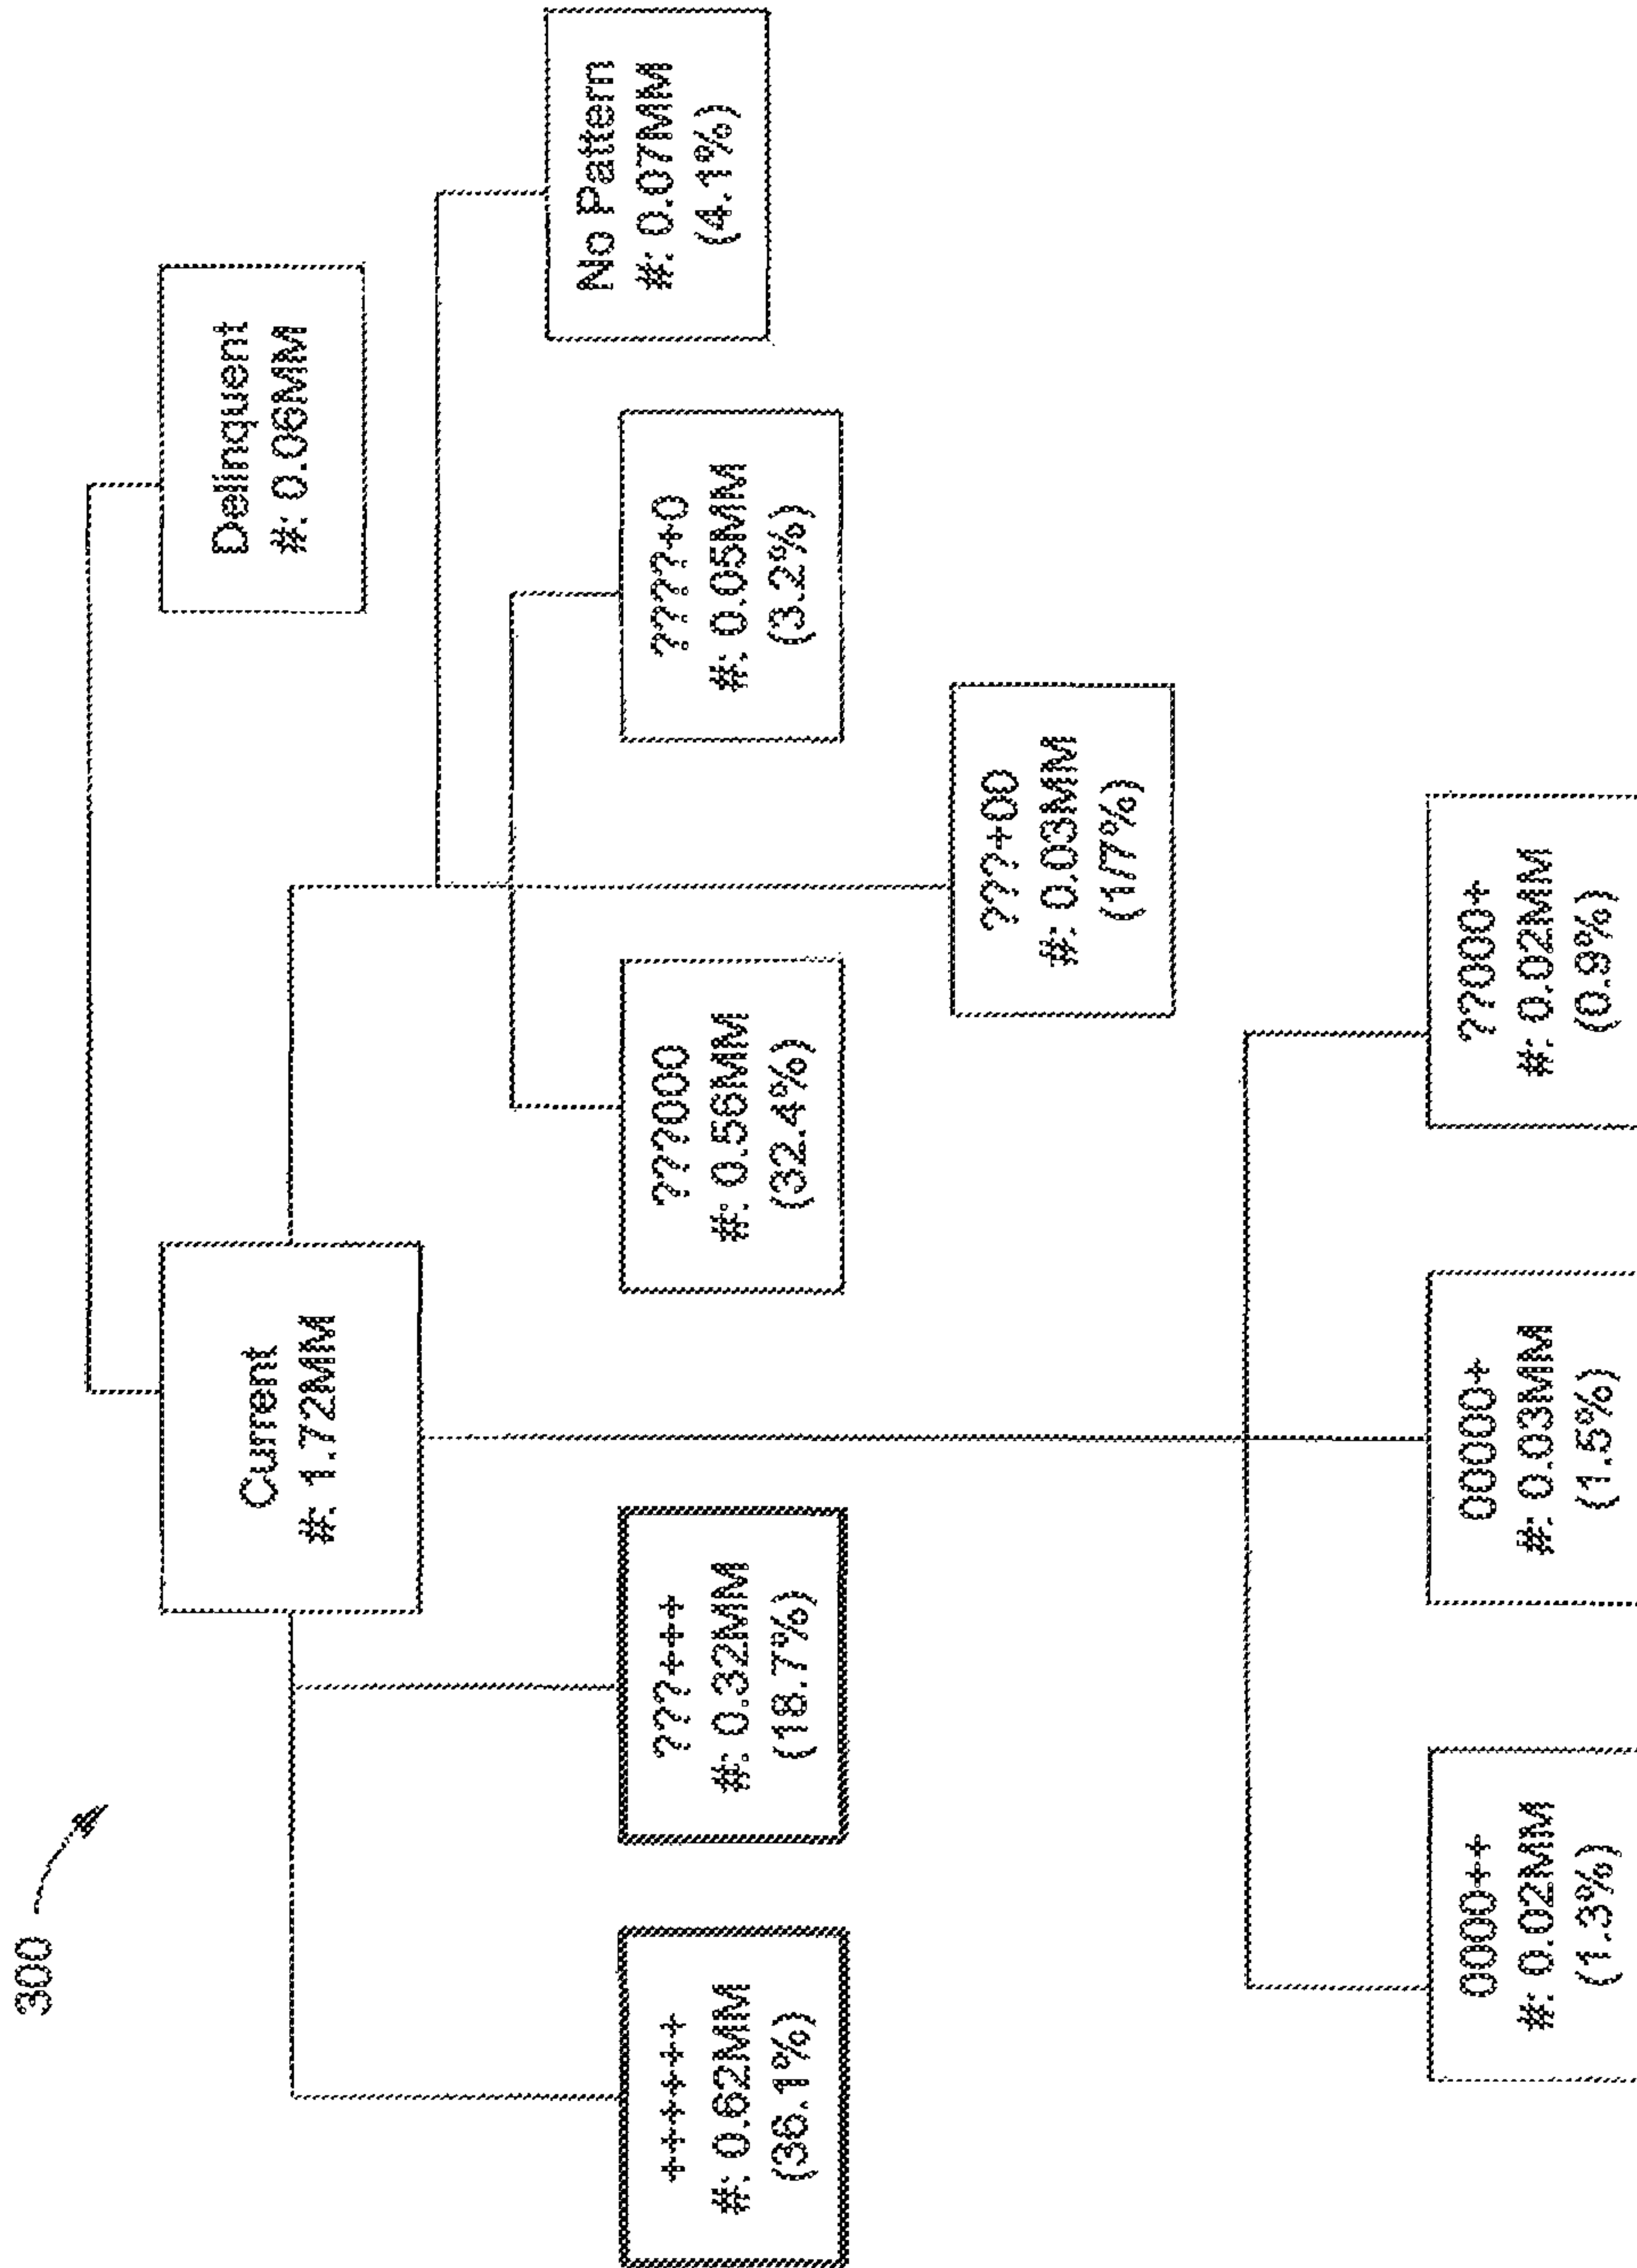 300
Current
#: 1.72MM
Delinquent
#: 0.06MM
++++++
#: 0.62MM
(36.1%)
???+++
#: 0.32MM
(18.7%)
???000
#: 0.56MM
(32.4%)
????+0
#: 0.05MM
(3.2%)
No Pattern
#: 0.07MM
(4.1%)
???+00
#: 0.03MM
(1/7%)
0000++
#: 0.02MM
(1.3%)
00000+
#: 0.03MM
(1.5%)
??000+
#: 0.02MM
(0.9%)